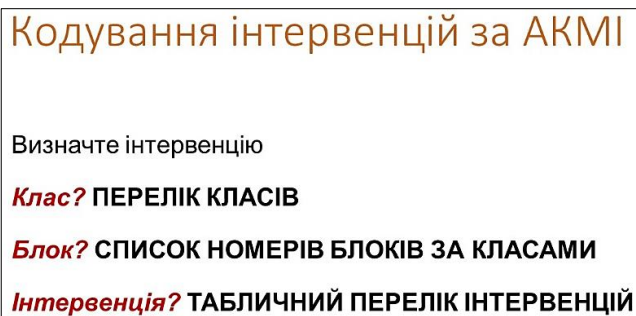 Кодування інтервенцій за АКМІ
Визначте інтервенцію
Клас? ПЕРЕЛІК КЛАСІВ
Блок? СПИСОК НОМЕРІВ БЛОКІВ ЗА КЛАСАМИ
Інтервенція? ТАБЛИЧНИЙ ПЕРЕЛІК ІНТЕРВЕНЦІЙ